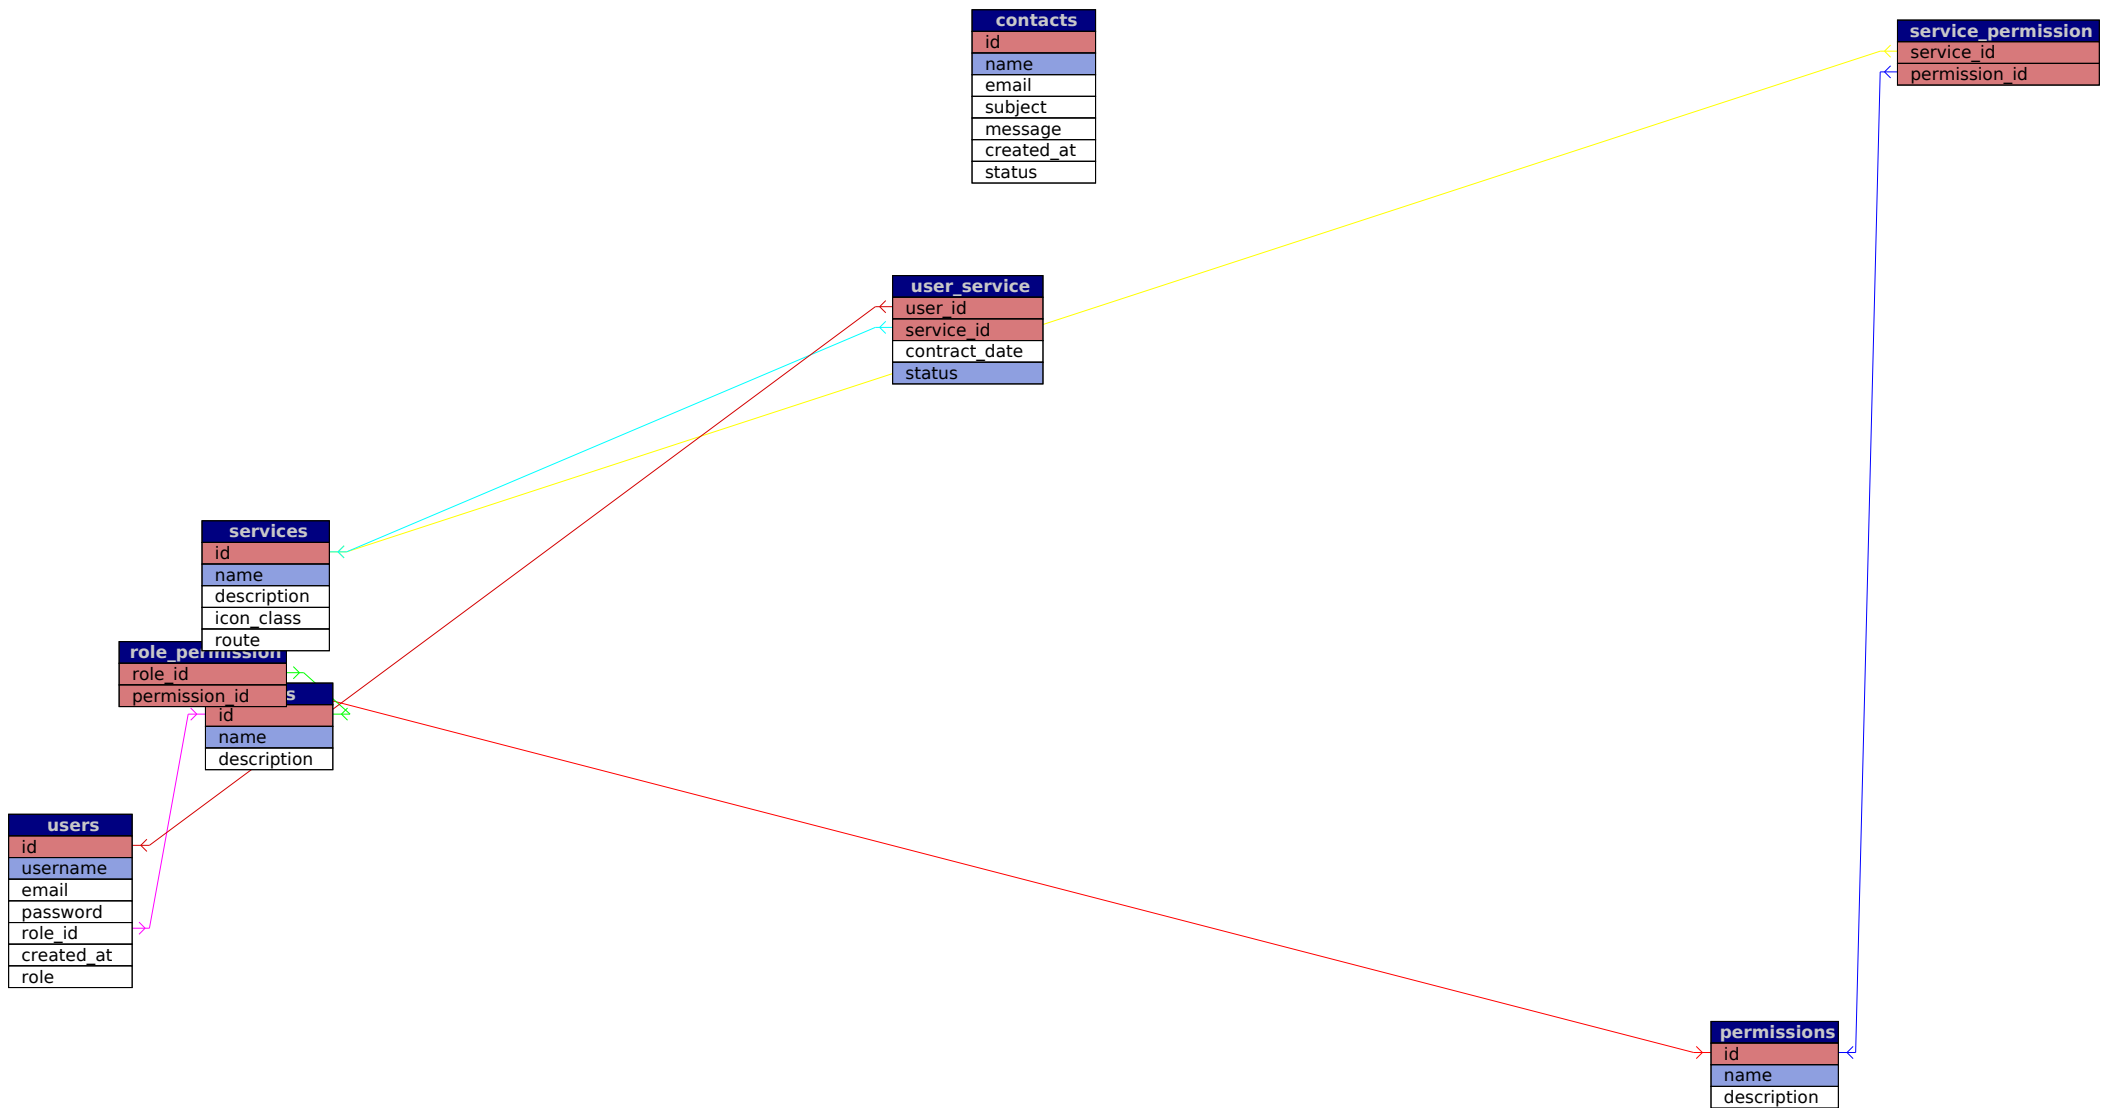 contacts
id
name
email
subject
message
created_at
status
service_permission
service_id
permission_id
user_service
user_id
service_id
contract_date
status
services
id
name
description
icon_class
route
role_permission
role_id
permission_id
s
id
name
description
users
id
username
email
password
role_id
created_at
role
permissions
id
name
description